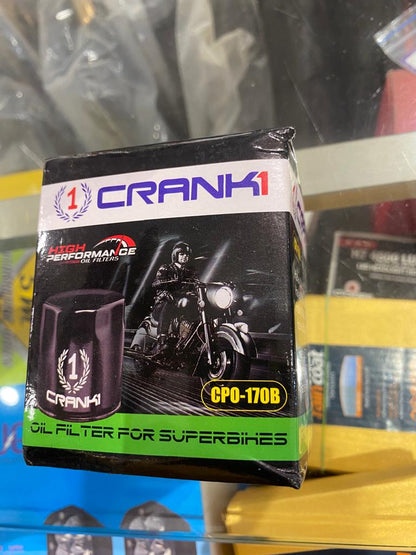 1 CRANK1
HIGH
PERFORMANCE
OIL FILTERS
1
CRANK1
CPO-170B
OIL FILTER FOR SUPERBIKES